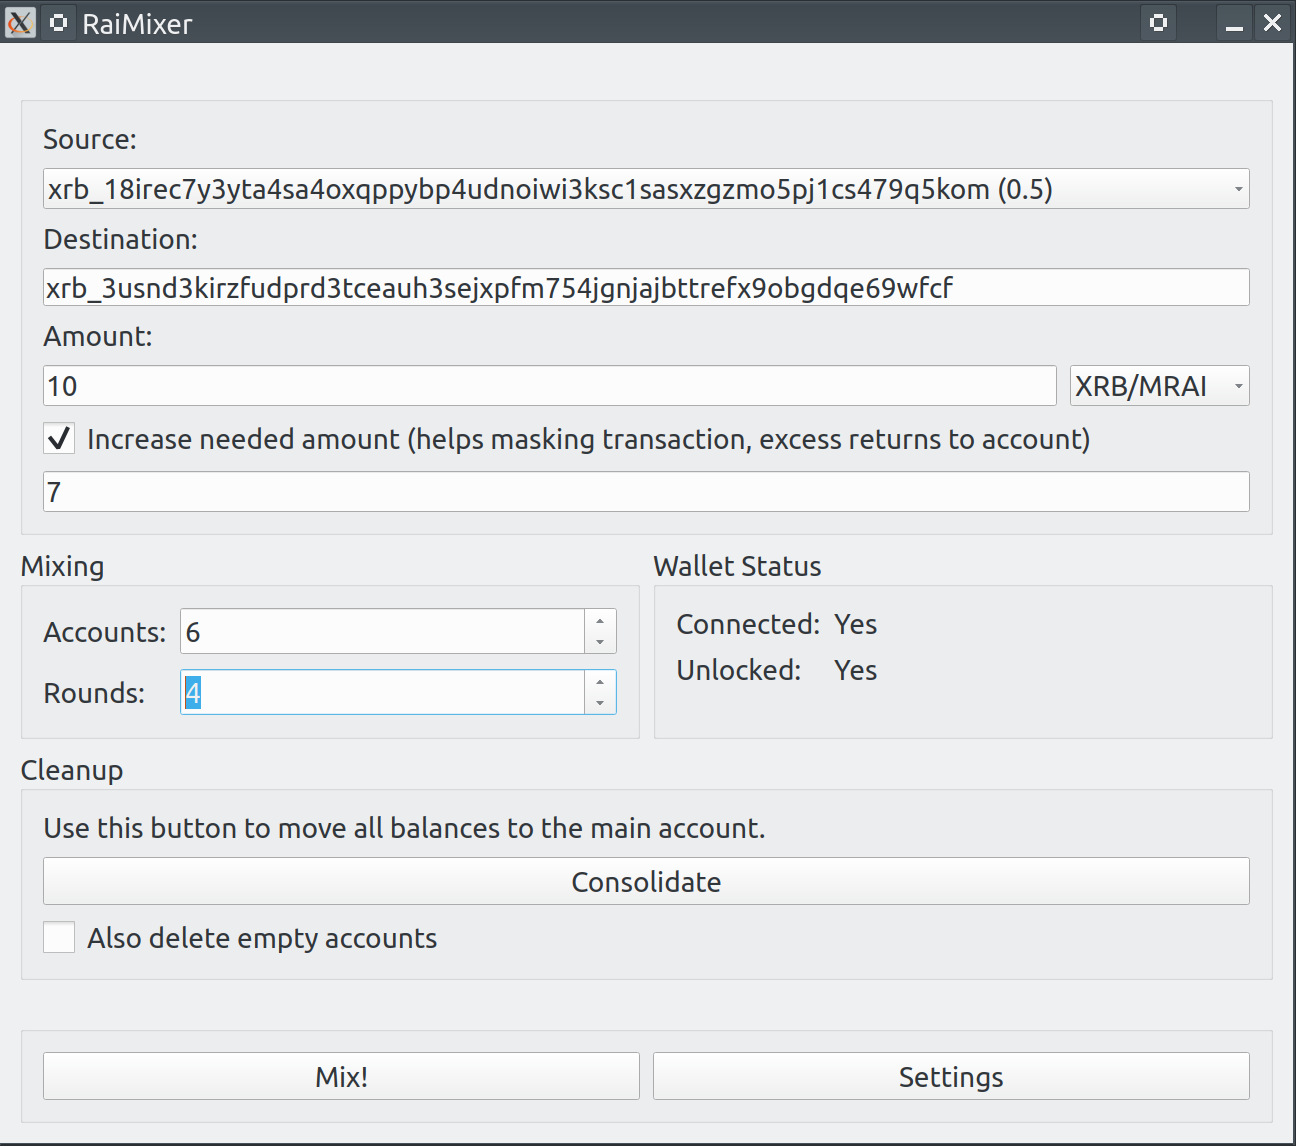 RaiMixer
Source:
xrb_18irec7y3yta4sa4oxqppybp4udnoiwi3ksc1sasxzgzmo5pj1cs479q5kom (0.5)
Destination:
xrb_3usnd3kirzfudprd3tceauh3sejxpfm754jgnjajbttrefx9obgdqe69wfcf
Amount:
10 XRB/MRAI
Increase needed amount (helps masking transaction, excess returns to account)
7
Mixing
Accounts: 6
Rounds: 4
Wallet Status
Connected: Yes
Unlocked: Yes
Cleanup
Use this button to move all balances to the main account.
Consolidate
Also delete empty accounts
Mix! Settings